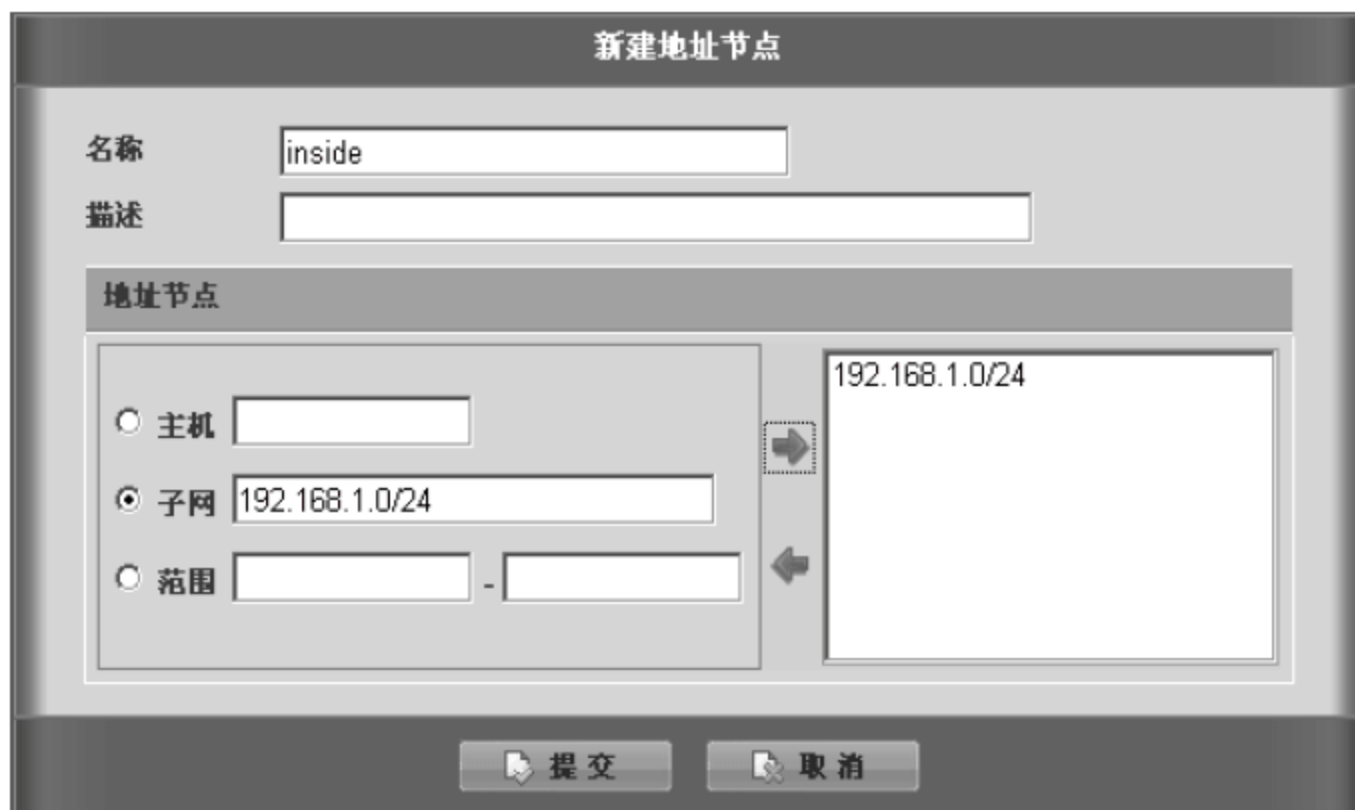 新建地址节点
名称 inside
描述
地址节点
192.168.1.0/24
主机
子网 192.168.1.0/24
范围 -
提交 取消